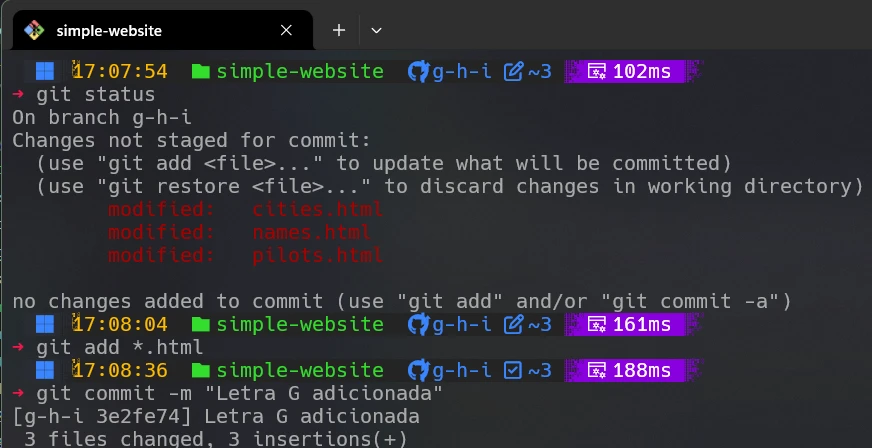 simple-website
17:07:54 simple-website g-h-i ~3 102ms
→ git status
On branch g-h-i
Changes not staged for commit:
(use "git add <file>..." to update what will be committed)
(use "git restore <file>..." to discard changes in working directory)
modified: cities.html
modified: names.html
modified: pilots.html
no changes added to commit (use "git add" and/or "git commit -a")
17:08:04 simple-website g-h-i ~3 161ms
→ git add *.html
17:08:36 simple-website g-h-i ~3 188ms
→ git commit -m "Letra G adicionada"
[g-h-i 3e2fe74] Letra G adicionada
3 files changed, 3 insertions(+)